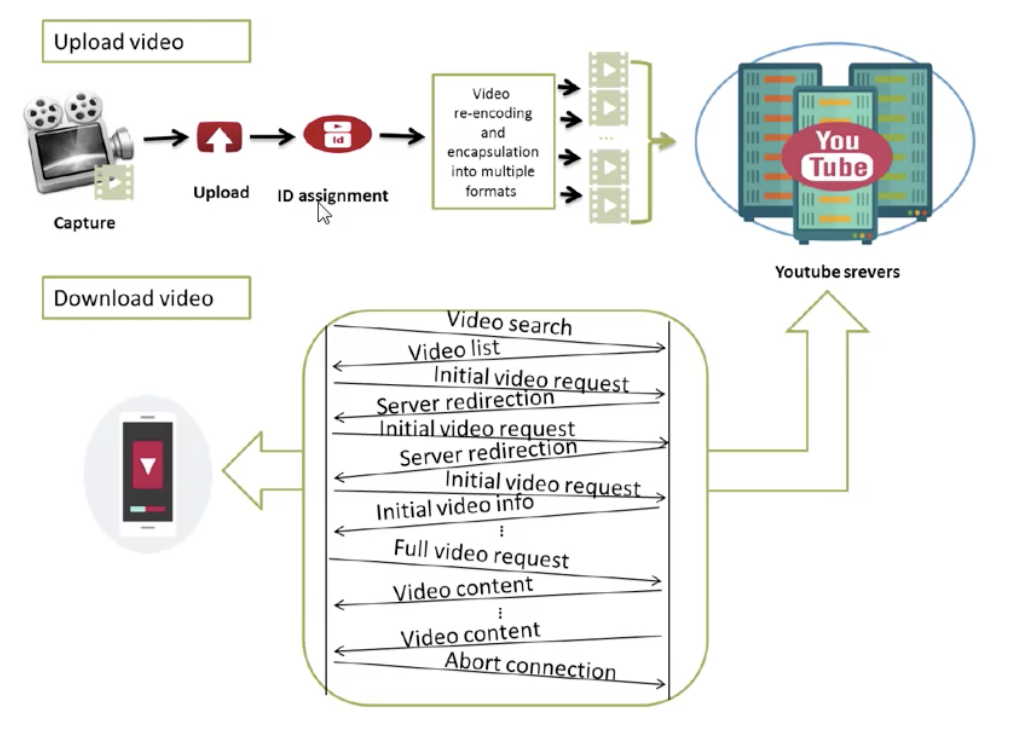 Upload video
Video
re-encoding
and
encapsulation
into multiple
formats
...
You
Tube
id
Upload
ID assignment
Capture
Youtube srevers
Download video
Video search
Video list
Initial video request
Server redirection
Initial video request
Server redirection
Initial video request
Initial video info
Full video request
Video content
Video content
Abort connection